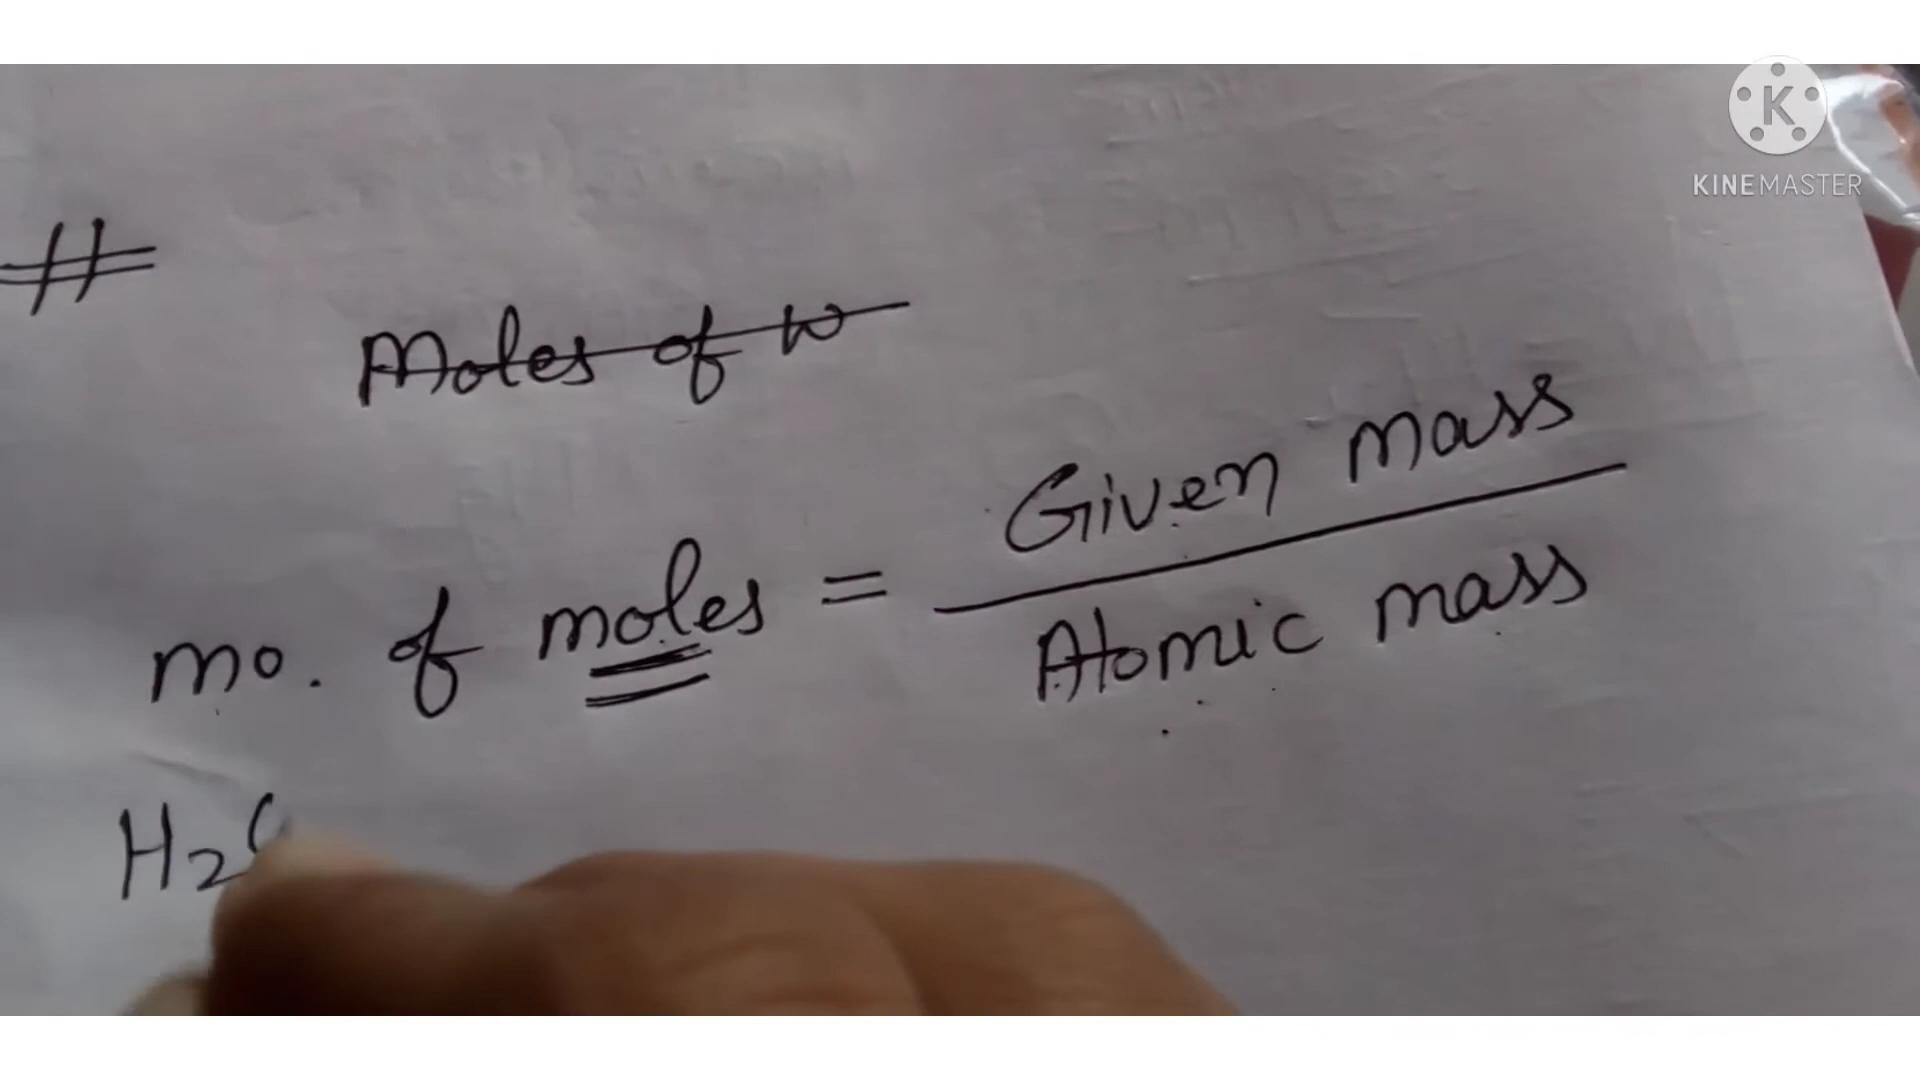 K
KINEMASTER
#
Moles of w
Given mass
no. of moles =
Atomic mass
H2